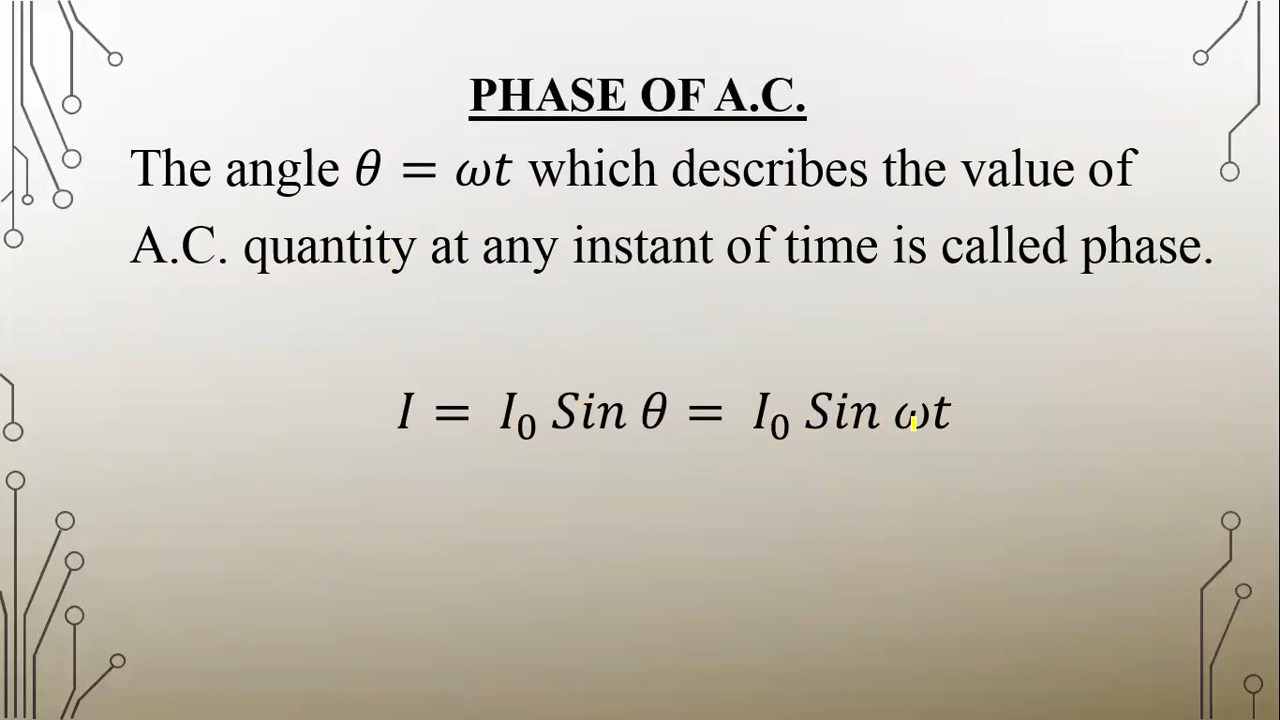 PHASE OF A.C.
The angle 𝜃 = 𝜔𝑡 which describes the value of
A.C. quantity at any instant of time is called phase.
𝐼 = 𝐼₀ 𝑆𝑖𝑛 𝜃 = 𝐼₀ 𝑆𝑖𝑛 𝜔𝑡